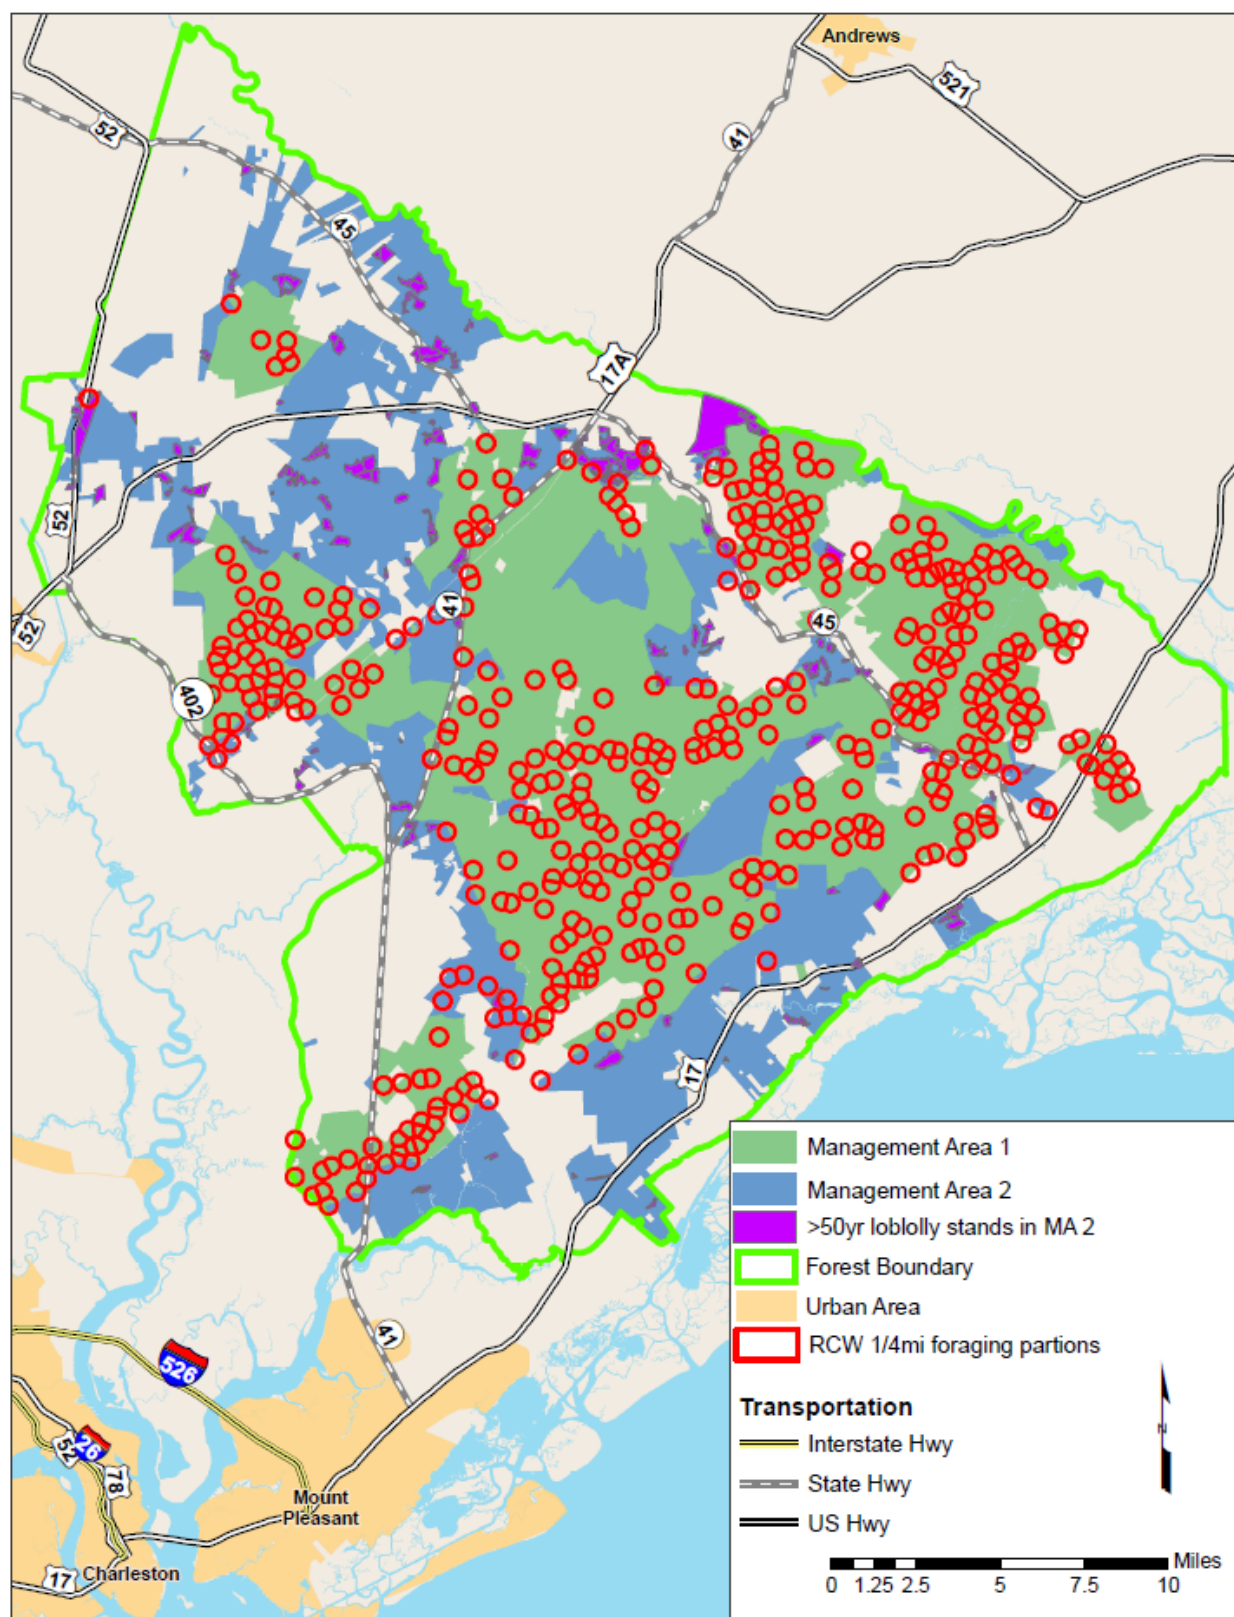 Andrews
521
52
41
45
17A
52
41
45
52
402
17
Management Area 1
Management Area 2
>50yr loblolly stands in MA 2
Forest Boundary
Urban Area
RCW 1/4mi foraging partions
41
526
Transportation
N
26
52
Interstate Hwy
78
State Hwy
Mount
Pleasant
US Hwy
Charleston
17
Miles
0 1.25 2.5 5 7.5 10